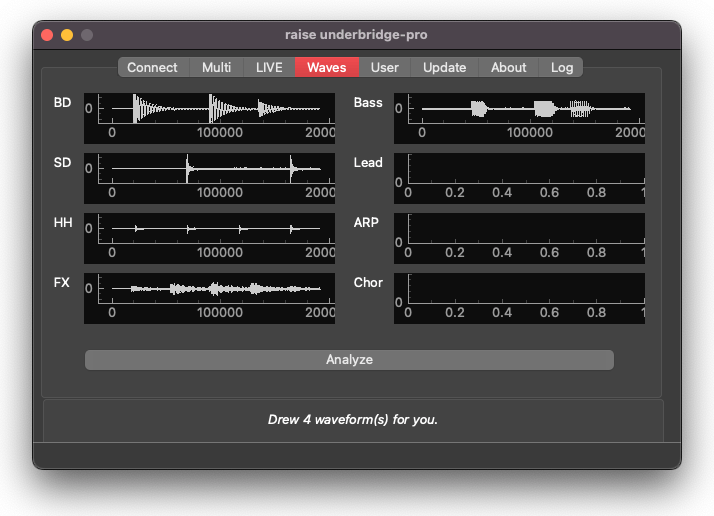 raise underbridge-pro
Connect Multi LIVE Waves User Update About Log
BD 0
0 100000 2000
Bass 0
0 100000 2000
SD 0
0 100000 2000
Lead 0
0 0.2 0.4 0.6 0.8 1
HH 0
0 100000 2000
ARP 0
0 0.2 0.4 0.6 0.8 1
FX 0
0 100000 2000
Chor 0
0 0.2 0.4 0.6 0.8 1
Analyze
Drew 4 waveform(s) for you.